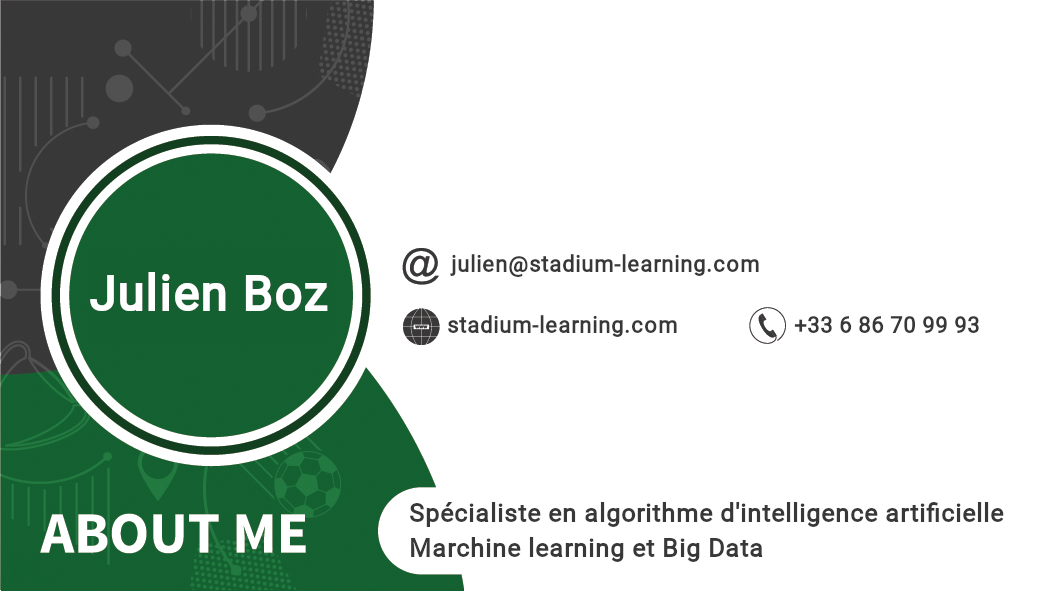 Julien Boz
julien@stadium-learning.com
stadium-learning.com
+33 6 86 70 99 93
ABOUT ME
Spécialiste en algorithme d'intelligence artificielle
Marchine learning et Big Data